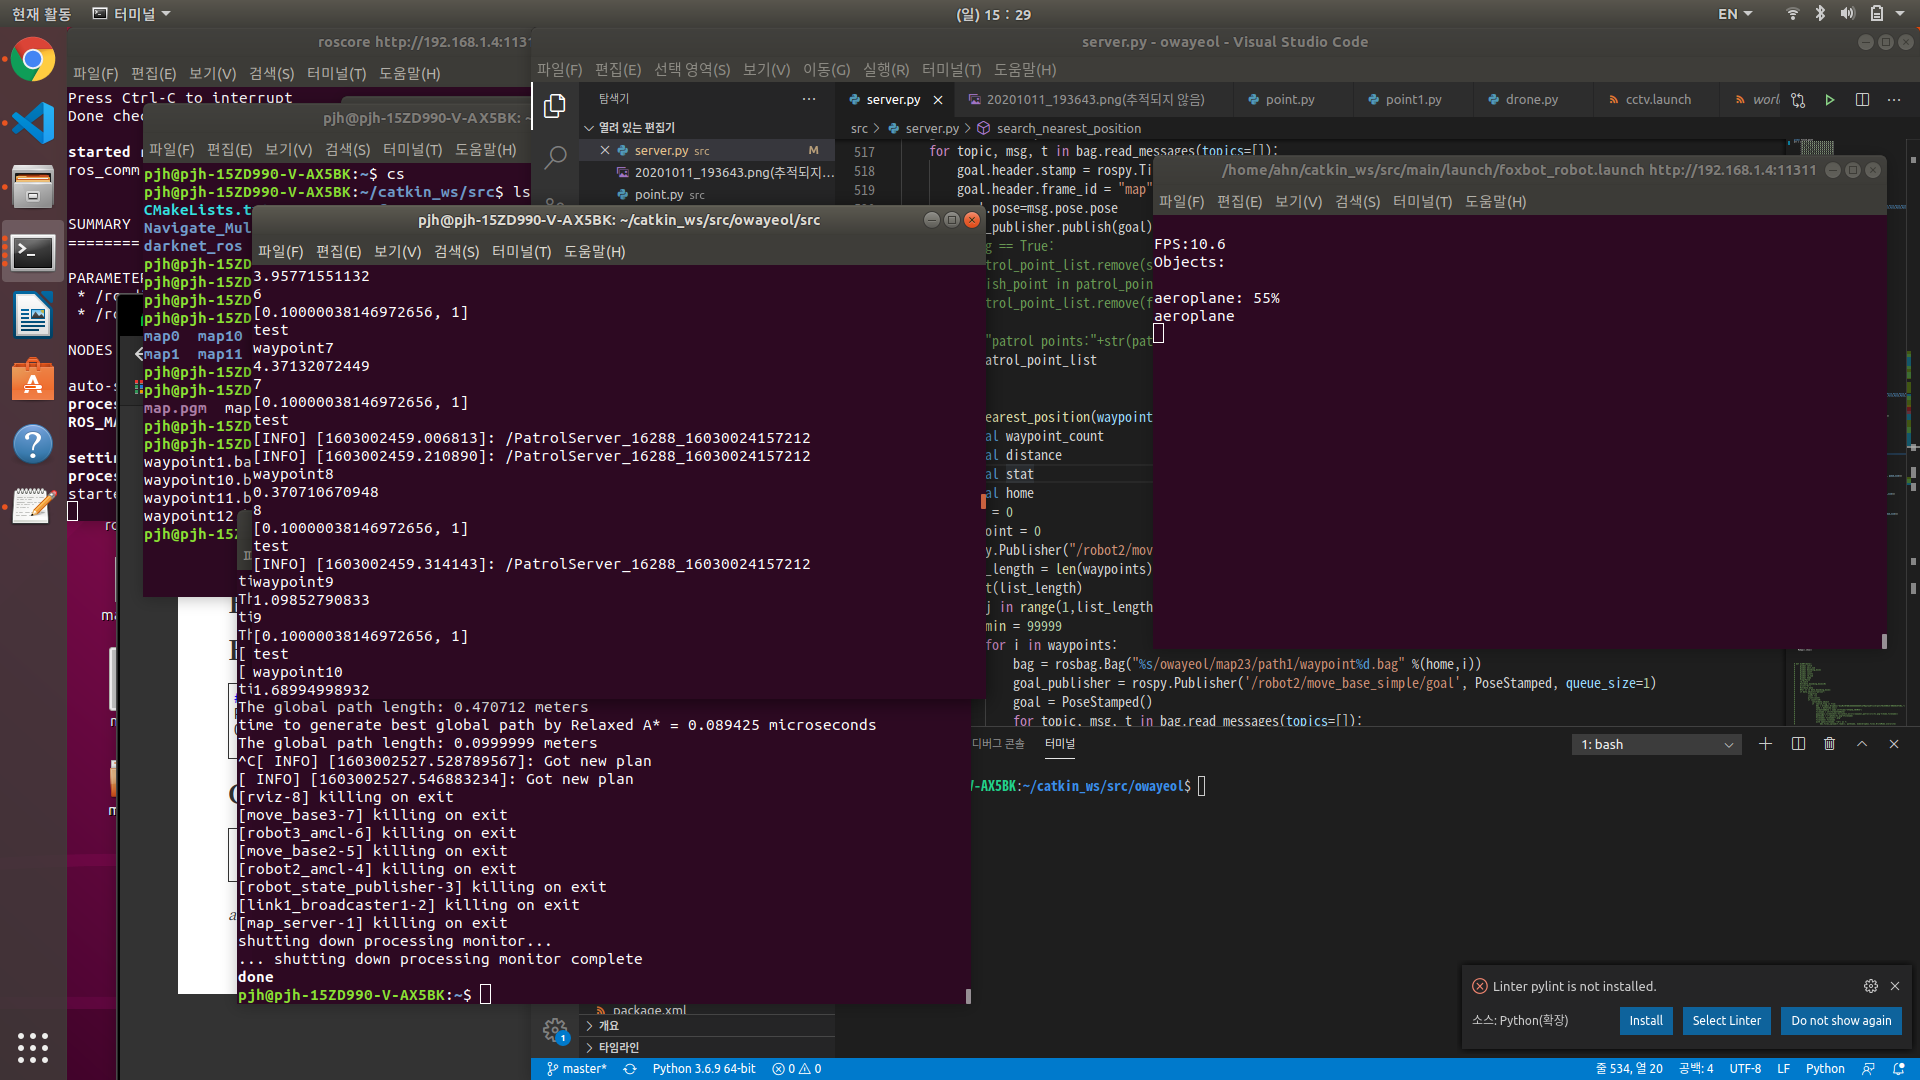 현재 활동
터미널
(일) 15 : 29
EN
roscore http://192.168.1.4:1131
파일(F) 편집(E) 보기(V) 검색(S) 터미널(T) 도움말(H)
Press Ctrl-C to interrupt
Done chec
started r
ros_comm
SUMMARY
PARAMETER
* /ro
* /ro
NODES
auto-s
proces
ROS_MA
settin
proces
starte
pjh@pjh-15ZD990-V-AX5BK: ~
파일(F) 편집(E) 보기(V) 검색(S) 터미널(T) 도움말(H)
pjh@pjh-15ZD990-V-AX5BK:~$ cs
pjh@pjh-15ZD990-V-AX5BK:~/catkin_ws/src$ ls
CMakeLists.t
Navigate_Mul
darknet_ros
pjh@pjh-15ZD
pjh@pjh-15ZD
pjh@pjh-15ZD
pjh@pjh-15ZD
map0 map10
map1 map11
pjh@pjh-15ZD
pjh@pjh-15ZD
map.pgm map
pjh@pjh-15ZD
pjh@pjh-15ZD
waypoint1.ba
waypoint10.b
waypoint11.b
waypoint12
pjh@pjh-15Z
pjh@pjh-15ZD990-V-AX5BK: ~/catkin_ws/src/owayeol/src
파일(F) 편집(E) 보기(V) 검색(S) 터미널(T) 도움말(H)
3.95771551132
6
[0.10000038146972656, 1]
test
waypoint7
4.37132072449
7
[0.10000038146972656, 1]
test
[INFO] [1603002459.006813]: /PatrolServer_16288_16030024157212
[INFO] [1603002459.210890]: /PatrolServer_16288_16030024157212
waypoint8
0.370710670948
8
[0.10000038146972656, 1]
test
[INFO] [1603002459.314143]: /PatrolServer_16288_16030024157212
waypoint9
1.09852790833
9
[0.10000038146972656, 1]
test
waypoint10
1.68994998932
The global path length: 0.470712 meters
time to generate best global path by Relaxed A* = 0.089425 microseconds
The global path length: 0.0999999 meters
^C[ INFO] [1603002527.528789567]: Got new plan
[ INFO] [1603002527.546883234]: Got new plan
[rviz-8] killing on exit
[move_base3-7] killing on exit
[robot3_amcl-6] killing on exit
[move_base2-5] killing on exit
[robot2_amcl-4] killing on exit
[robot_state_publisher-3] killing on exit
[link1_broadcaster1-2] killing on exit
[map_server-1] killing on exit
shutting down processing monitor...
... shutting down processing monitor complete
done
pjh@pjh-15ZD990-V-AX5BK:~$
server.py - owayeol - Visual Studio Code
파일(F) 편집(E) 선택 영역(S) 보기(V) 이동(G) 실행(R) 터미널(T) 도움말(H)
탐색기
열려 있는 편집기
server.py src M
20201011_193643.png(추적되지...
point.py src
package.xml
개요
타임라인
server.py
20201011_193643.png(추적되지 않음)
point.py
point1.py
drone.py
cctv.launch
worl
src > server.py > search_nearest_position
517 for topic, msg, t in bag.read_messages(topics=[]):
518 goal.header.stamp = rospy.Ti
519 goal.header.frame_id = "map"
.pose=msg.pose.pose
_publisher.publish(goal)
g == True:
trol_point_list.remove(s
ish_point in patrol_poin
trol_point_list.remove(f
"patrol points:"+str(pat
atrol_point_list
earest_position(waypoint
al waypoint_count
al distance
al stat
al home
= 0
point = 0
y.Publisher("/robot2/mov
_length = len(waypoints)
t(list_length)
j in range(1,list_length
min = 99999
for i in waypoints:
bag = rosbag.Bag("%s/owayeol/map23/path1/waypoint%d.bag" %(home,i))
goal_publisher = rospy.Publisher('/robot2/move_base_simple/goal', PoseStamped, queue_size=1)
goal = PoseStamped()
for topic, msg, t in bag.read_messages(topics=[]):
/home/ahn/catkin_ws/src/main/launch/foxbot_robot.launch http://192.168.1.4:11311
파일(F) 편집(E) 보기(V) 검색(S) 터미널(T) 도움말(H)
FPS:10.6
Objects:
aeroplane: 55%
aeroplane
디버그 콘솔 터미널
1: bash
V-AX5BK:~/catkin_ws/src/owayeol$
Linter pylint is not installed.
소스: Python(확장)
Install
Select Linter
Do not show again
1
master*
Python 3.6.9 64-bit
0 0
줄 534, 열 20
공백: 4
UTF-8
LF
Python